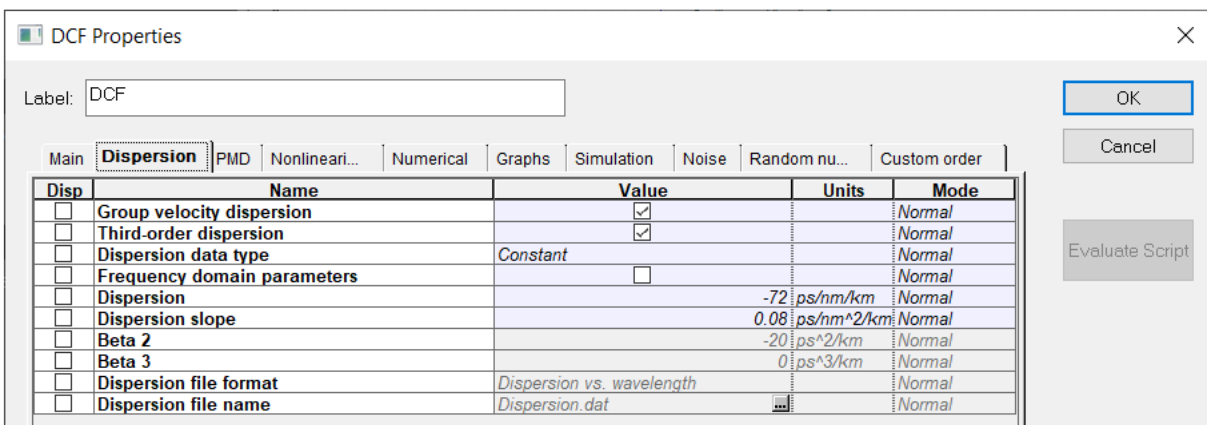 DCF Properties
Label: DCF
OK
Cancel
Main Dispersion PMD Nonlineari... Numerical Graphs Simulation Noise Random nu... Custom order
Disp Name Value Units Mode
Group velocity dispersion Normal
Third-order dispersion Normal
Dispersion data type Constant Normal
Evaluate Script
Frequency domain parameters Normal
Dispersion -72 ps/nm/km Normal
Dispersion slope 0.08 ps/nm^2/km Normal
Beta 2 -20 ps^2/km Normal
Beta 3 0 ps^3/km Normal
Dispersion file format Dispersion vs. wavelength Normal
Dispersion file name Dispersion.dat ... Normal